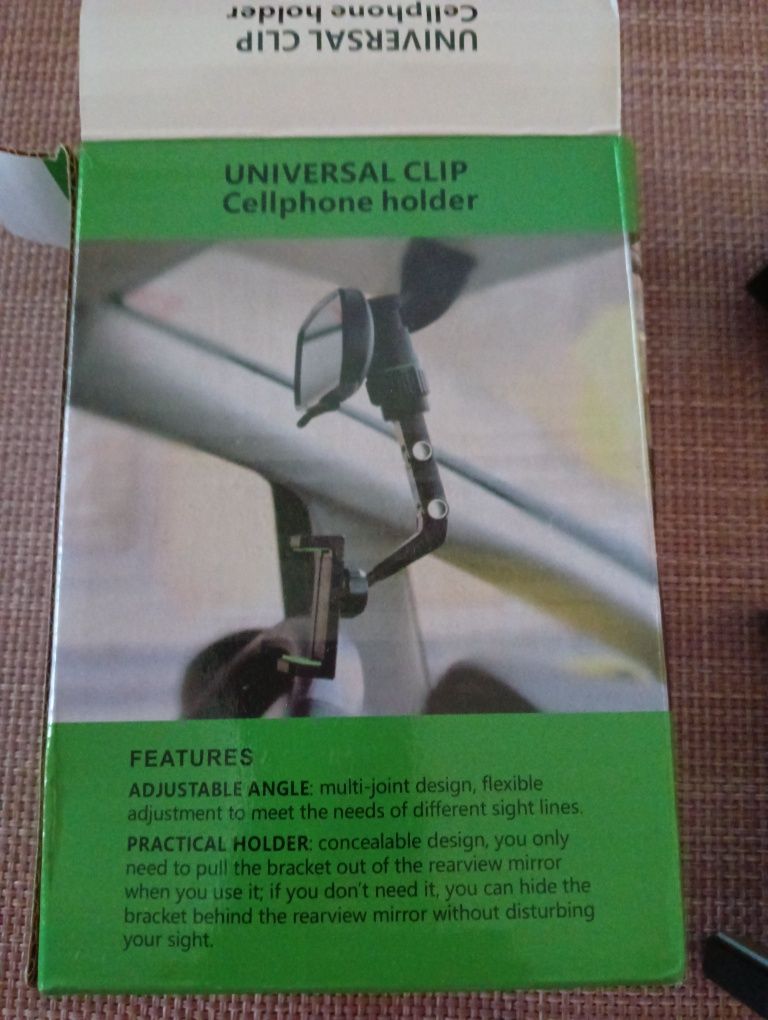 Cellphone holder
UNIVERSAL CLIP
UNIVERSAL CLIP
Cellphone holder
FEATURES
ADJUSTABLE ANGLE: multi-joint design, flexible
adjustment to meet the needs of different sight lines.
PRACTICAL HOLDER: concealable design, you only
need to pull the bracket out of the rearview mirror
when you use it; if you don't need it, you can hide the
bracket behind the rearview mirror without disturbing
your sight.